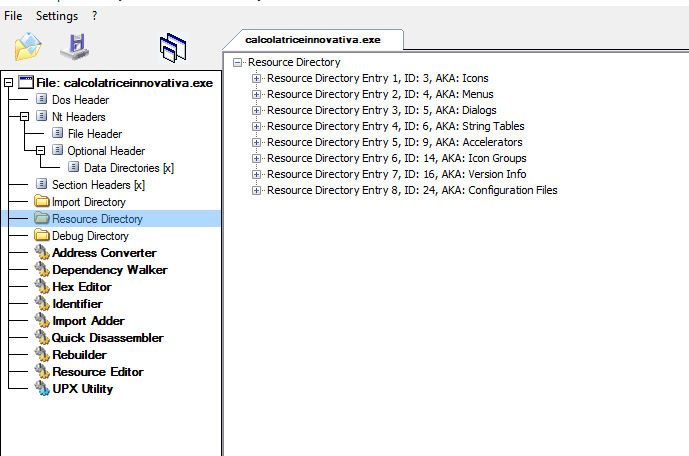 File Settings ?
calcolatriceinnovativa.exe
File: calcolatriceinnovativa.exe
Dos Header
Nt Headers
File Header
Optional Header
Data Directories [x]
Section Headers [x]
Import Directory
Resource Directory
Debug Directory
Address Converter
Dependency Walker
Hex Editor
Identifier
Import Adder
Quick Disassembler
Rebuilder
Resource Editor
UPX Utility
Resource Directory
Resource Directory Entry 1, ID: 3, AKA: Icons
Resource Directory Entry 2, ID: 4, AKA: Menus
Resource Directory Entry 3, ID: 5, AKA: Dialogs
Resource Directory Entry 4, ID: 6, AKA: String Tables
Resource Directory Entry 5, ID: 9, AKA: Accelerators
Resource Directory Entry 6, ID: 14, AKA: Icon Groups
Resource Directory Entry 7, ID: 16, AKA: Version Info
Resource Directory Entry 8, ID: 24, AKA: Configuration Files